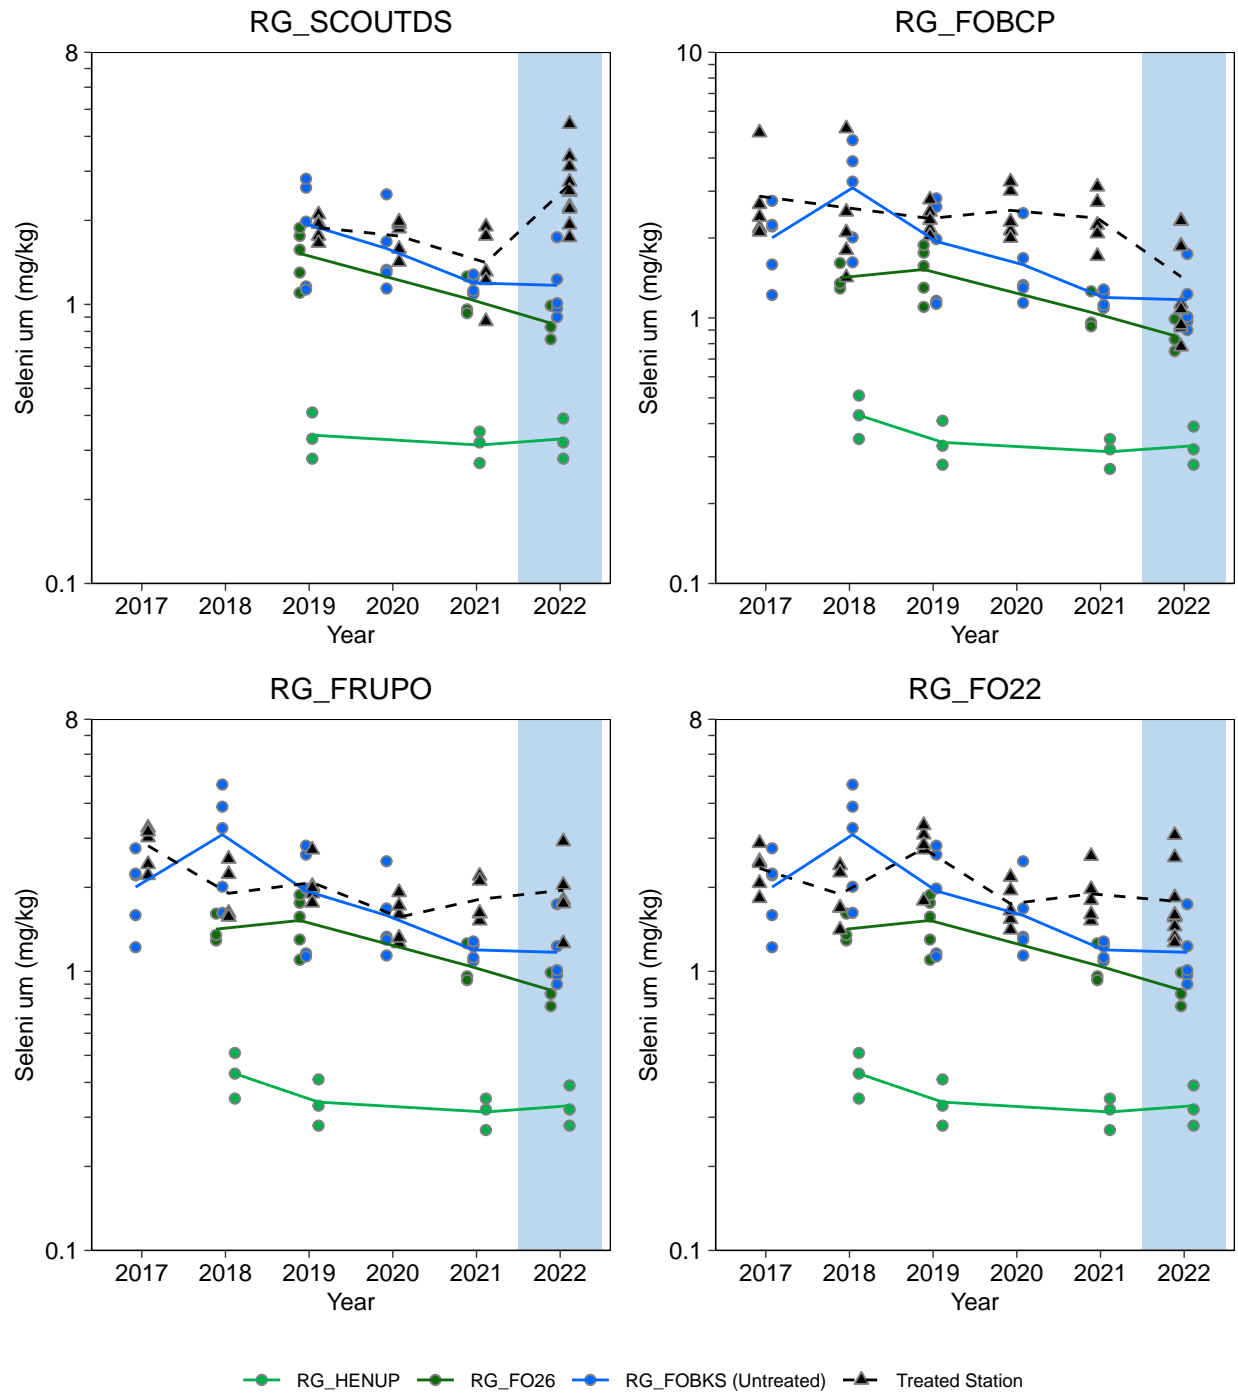 RG_SCOUTDS
RG_FOBCP
8
1
0.1
Seleni um (mg/kg)
2017 2018 2019 2020 2021 2022
Year
10
1
0.1
Seleni um (mg/kg)
2017 2018 2019 2020 2021 2022
Year
RG_FRUPO
RG_FO22
8
1
0.1
Seleni um (mg/kg)
2017 2018 2019 2020 2021 2022
Year
8
1
0.1
Seleni um (mg/kg)
2017 2018 2019 2020 2021 2022
Year
RG_HENUP RG_FO26 RG_FOBKS (Untreated) Treated Station